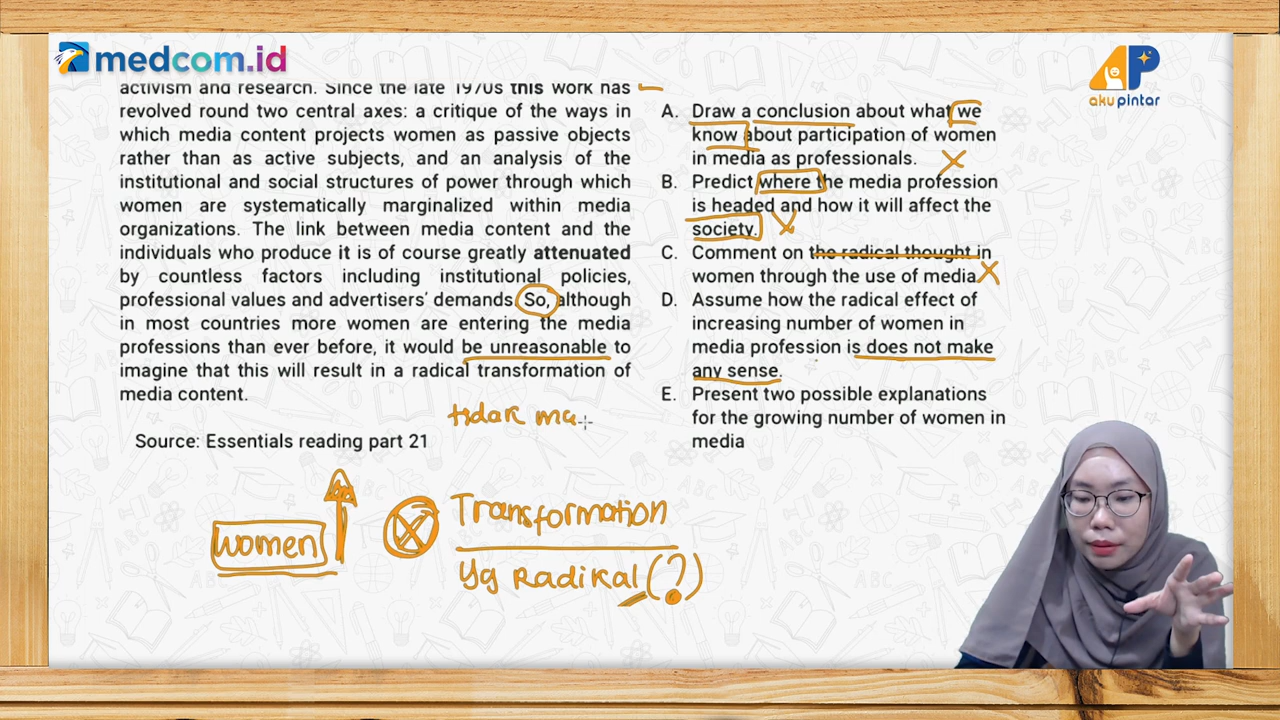 medcom.id
aku pintar
activism and research. Since the late 1970s this work has
revolved round two central axes: a critique of the ways in
which media content projects women as passive objects
rather than as active subjects, and an analysis of the
institutional and social structures of power through which
women are systematically marginalized within media
organizations. The link between media content and the
individuals who produce it is of course greatly attenuated
by countless factors including institutional policies,
professional values and advertisers' demands. So, although
in most countries more women are entering the media
professions than ever before, it would be unreasonable to
imagine that this will result in a radical transformation of
media content.
Source: Essentials reading part 21
A. Draw a conclusion about what we
know about participation of women
in media as professionals.
B. Predict where the media profession
is headed and how it will affect the
society.
C. Comment on the radical thought in
women through the use of media.
D. Assume how the radical effect of
increasing number of women in
media profession is does not make
any sense.
E. Present two possible explanations
for the growing number of women in
media
tidak ma
women
Transformation
yg Radikal (?)